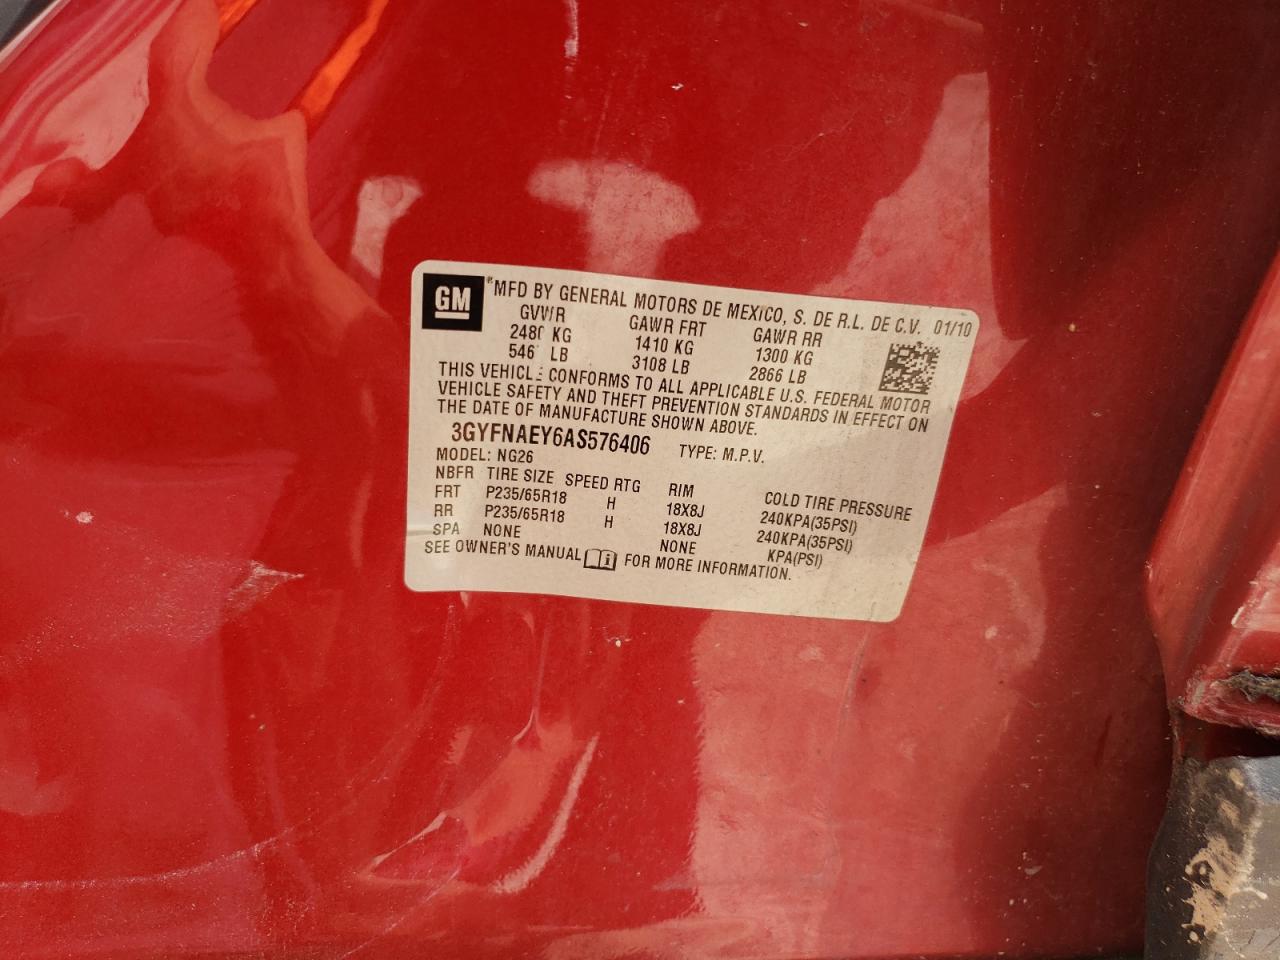 GM
MFD BY GENERAL MOTORS DE MEXICO, S. DE R.L. DE C.V. 01/10
GVWR GAWR FRT GAWR RR
248 KG 1410 KG 1300 KG
546 LB 3108 LB 2866 LB
THIS VEHICLE CONFORMS TO ALL APPLICABLE U.S. FEDERAL MOTOR
VEHICLE SAFETY AND THEFT PREVENTION STANDARDS IN EFFECT ON
THE DATE OF MANUFACTURE SHOWN ABOVE.
3GYFNAEY6AS576406 TYPE: M.P.V.
MODEL: NG26
NBFR TIRE SIZE SPEED RTG RIM COLD TIRE PRESSURE
FRT P235/65R18 H 18X8J 240KPA(35PSI)
RR P235/65R18 H 18X8J 240KPA(35PSI)
SPA NONE NONE KPA(PSI)
SEE OWNER'S MANUAL FOR MORE INFORMATION.